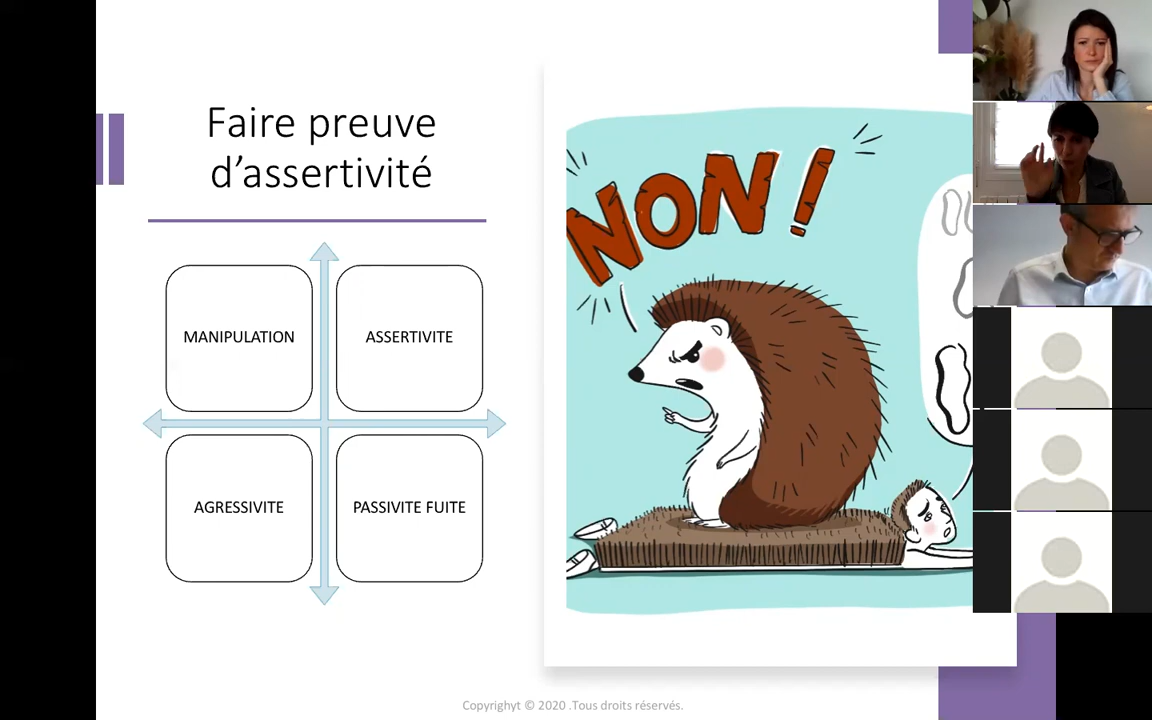 Faire preuve
d’assertivité
MANIPULATION
ASSERTIVITE
AGRESSIVITE
PASSIVITE FUITE
NON !
Copyrighyt © 2020 .Tous droits réservés.